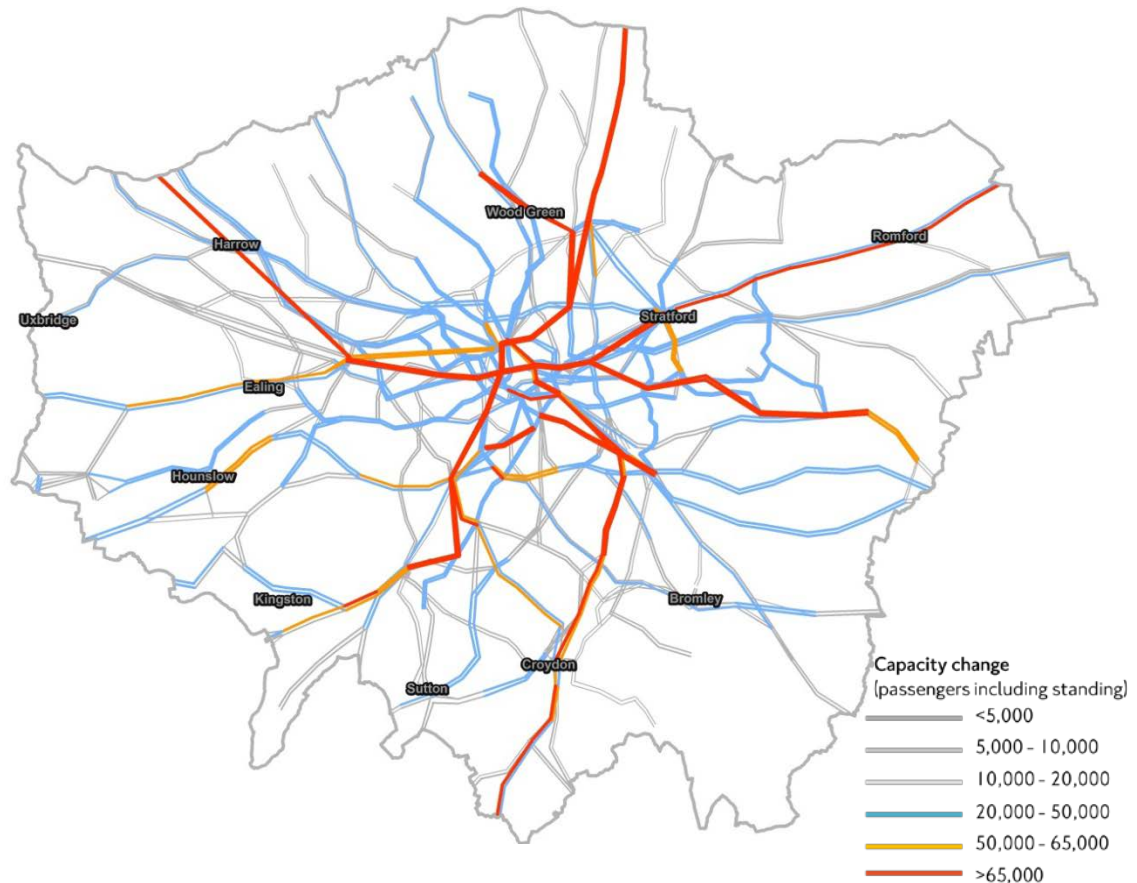 Wood Green
Harrow
Romford
Uxbridge
Stratford
Ealing
Hounslow
Kingston
Bromley
Croydon
Sutton
Capacity change
(passengers including standing)
<5,000
5,000 - 10,000
10,000 - 20,000
20,000 - 50,000
50,000 - 65,000
>65,000